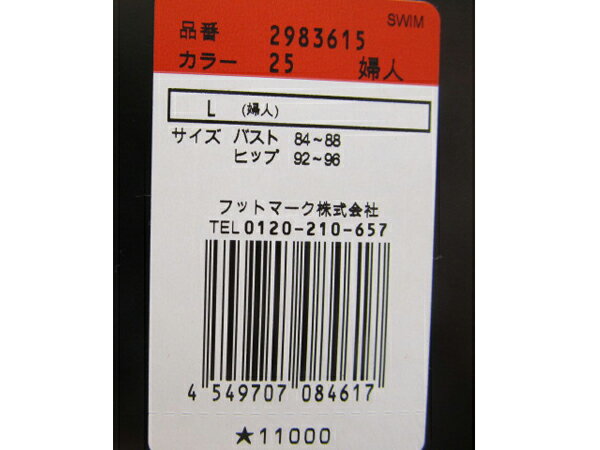 SWIM
品番 2983615
カラー 25 婦人
L (婦人)
サイズ バスト 84~88
ヒップ 92~96
フットマーク株式会社
TEL 0120-210-657
4 549707 084617
★11000